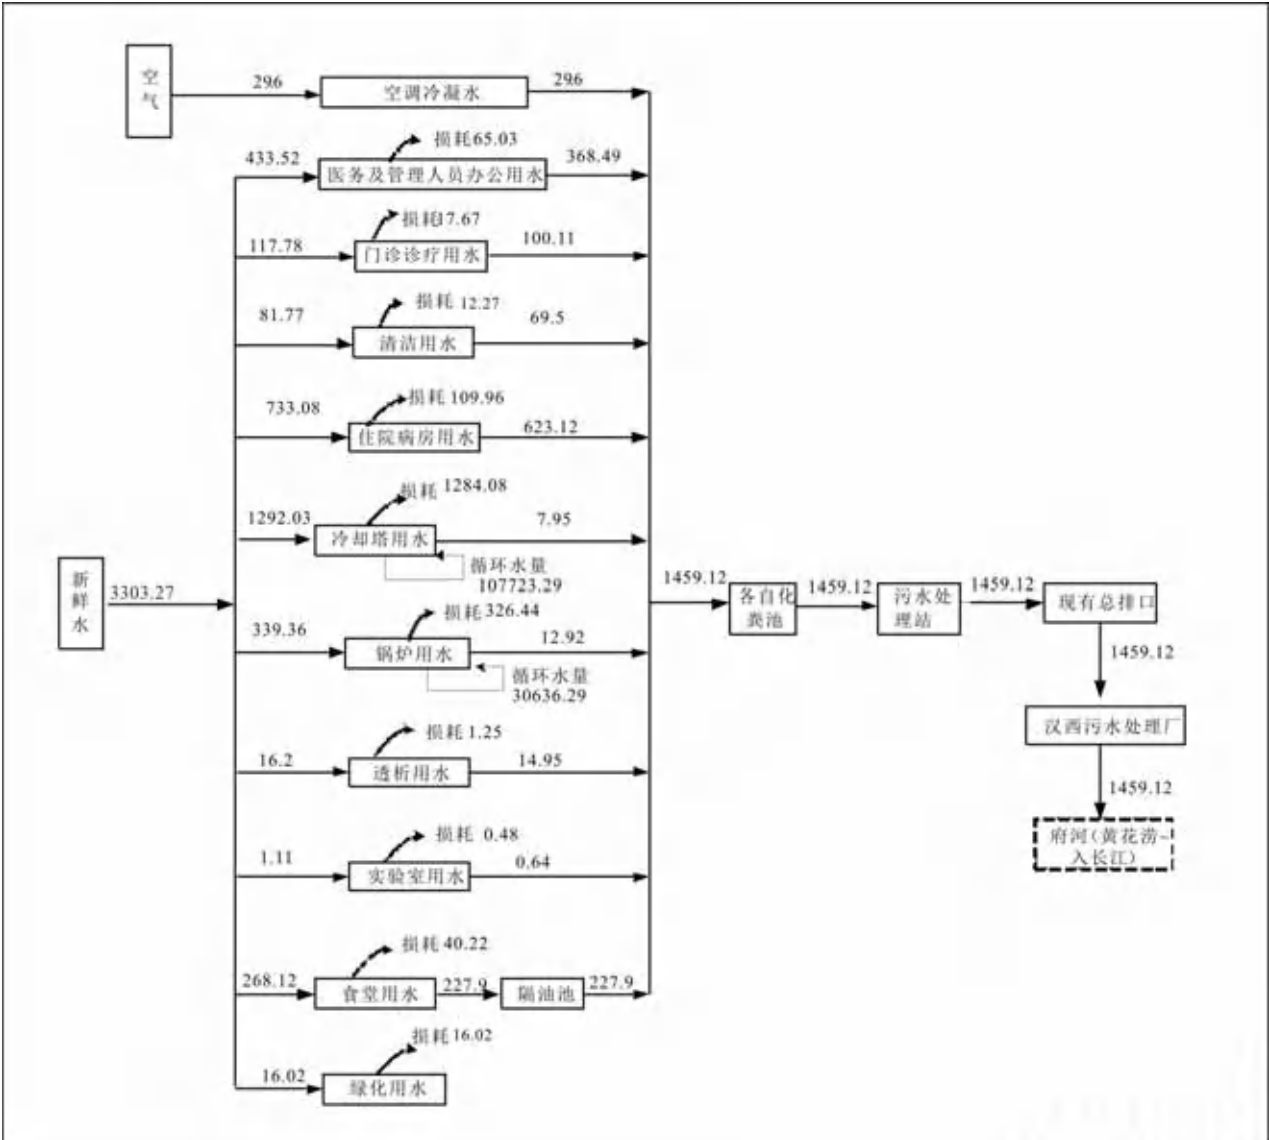 空
气
296
空调冷凝水
296
损耗65.03
433.52
医务及管理人员办公用水
368.49
损耗17.67
117.78
门诊诊疗用水
100.11
损耗 12.27
81.77
清洁用水
69.5
损耗 109.96
733.08
住院病房用水
623.12
损耗 1284.08
1292.03
冷却塔用水
7.95
循环水量
107723.29
新
鲜
水
3303.27
损耗326.44
339.36
锅炉用水
12.92
循环水量
30636.29
损耗1.25
16.2
透析用水
14.95
损耗 0.48
1.11
实验室用水
0.64
损耗 40.22
268.12
食堂用水
227.9
隔油池
227.9
损耗16.02
16.02
绿化用水
1459.12
各自化
粪池
1459.12
污水处
理站
1459.12
现有总排口
1459.12
汉西污水处理厂
1459.12
府河(黄花涝~
入长江)